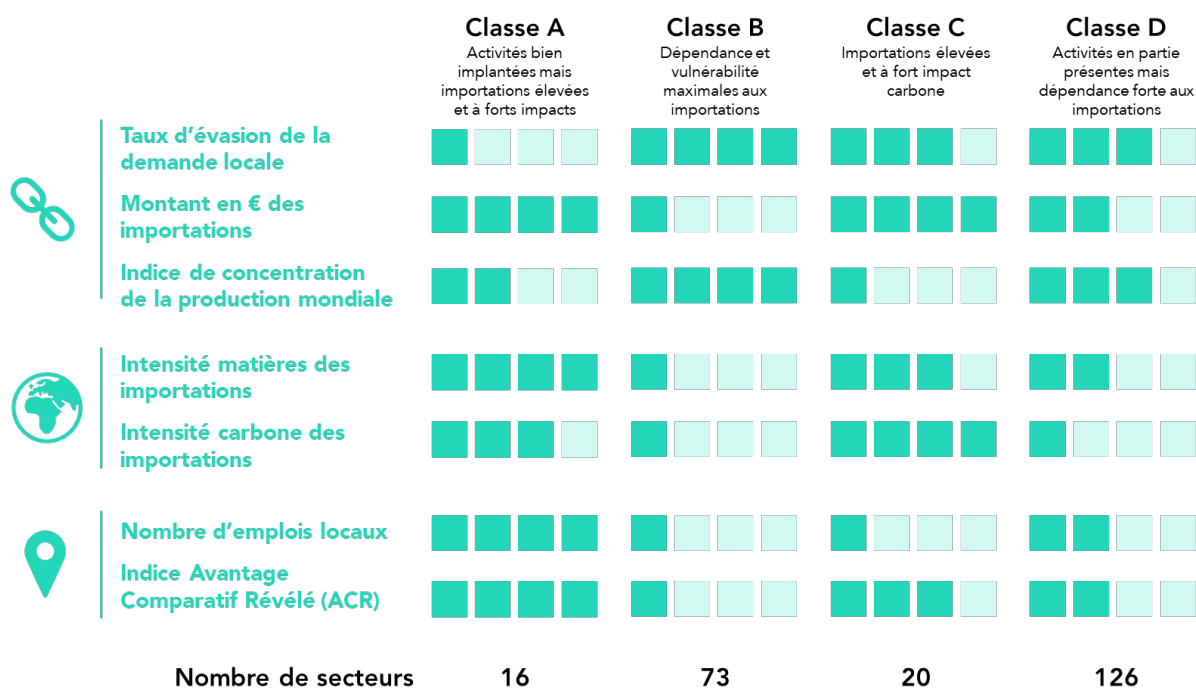 Classe A
Activités bien
implantées mais
importations élevées
et à forts impacts
Classe B
Dépendance et
vulnérabilité
maximales aux
importations
Classe C
Importations élevées
et à fort impact
carbone
Classe D
Activités en partie
présentes mais
dépendance forte aux
importations
Taux d'évasion de la
demande locale
Montant en € des
importations
Indice de concentration
de la production mondiale
Intensité matières des
importations
Intensité carbone des
importations
Nombre d'emplois locaux
Indice Avantage
Comparatif Révélé (ACR)
Nombre de secteurs 16 73 20 126